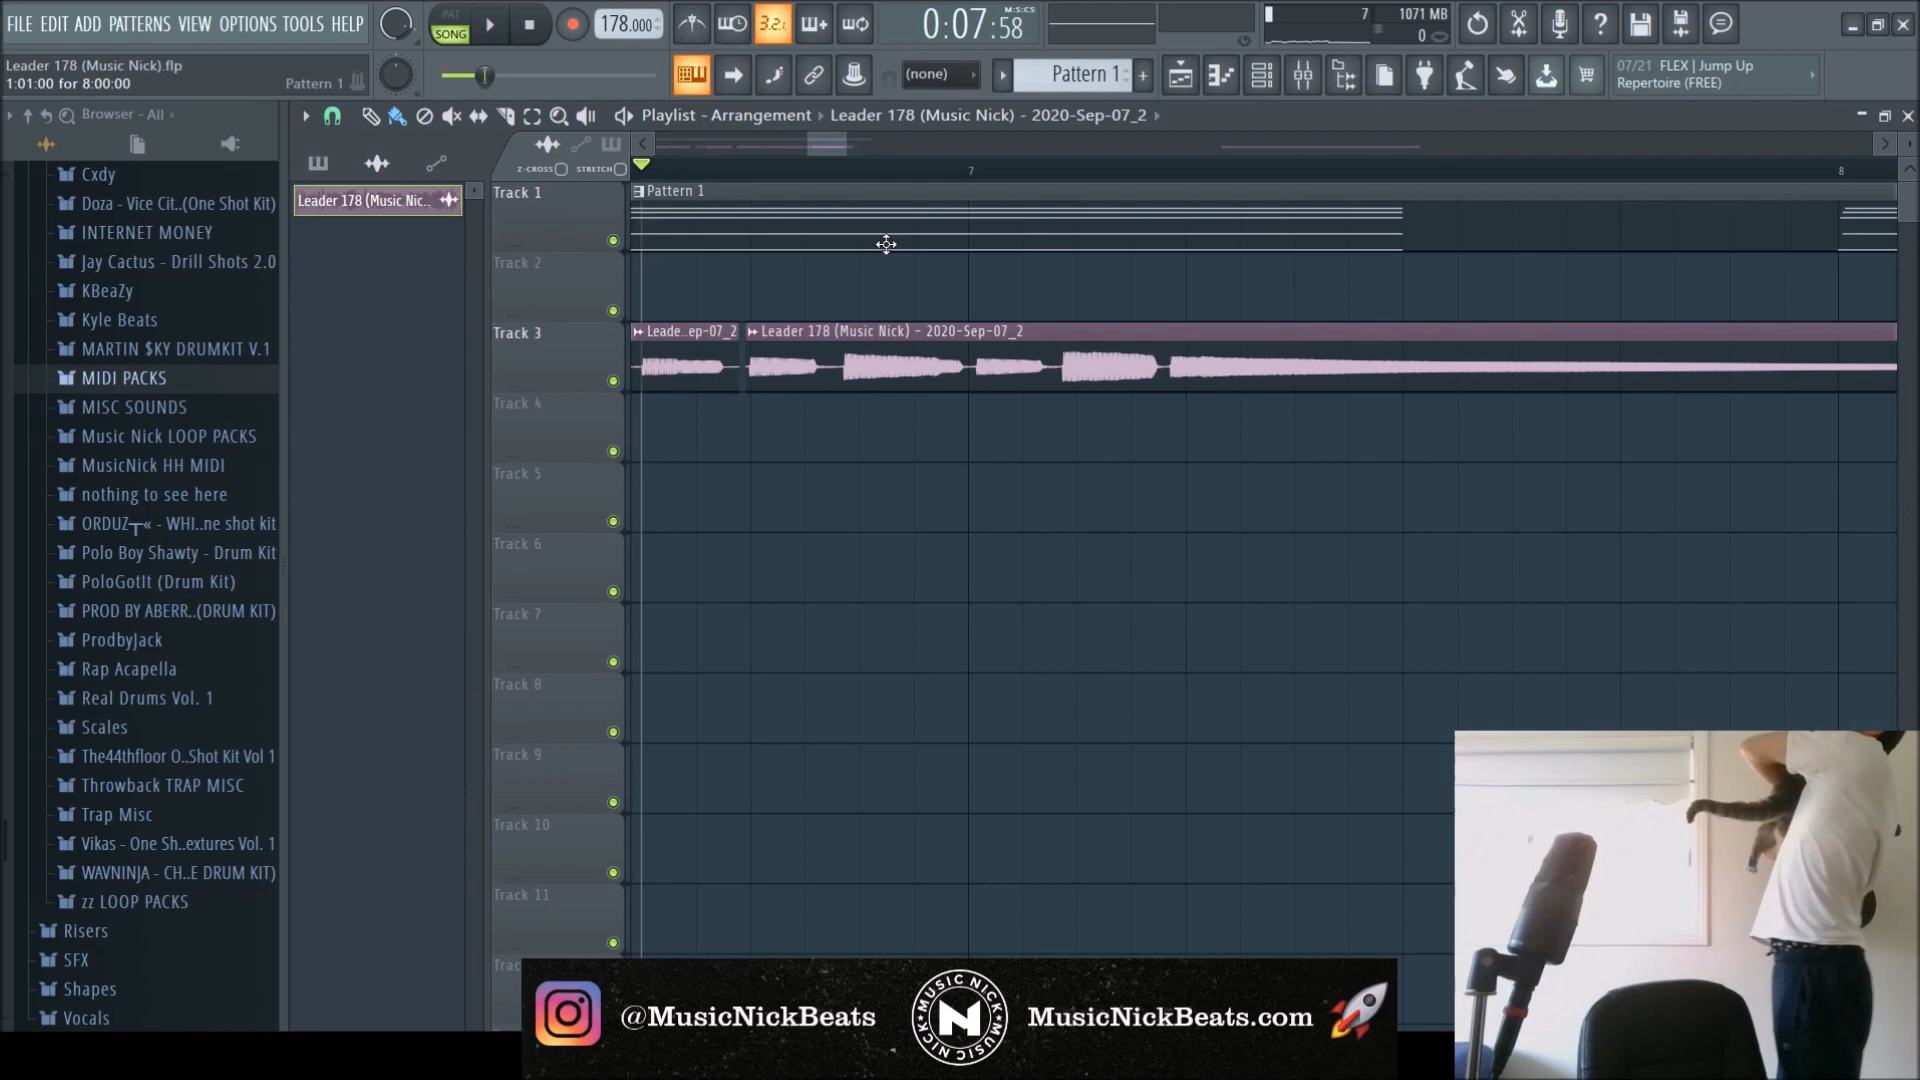 FILE EDIT ADD PATTERNS VIEW OPTIONS TOOLS HELP
PAT
SONG
178.000
3.2.
0:07:58
M:S:CS
7
1071 MB
0
Leader 178 (Music Nick).flp
1:01:00 for 8:00:00
Pattern 1
(none)
Pattern 1
07/21 FLEX | Jump Up
Repertoire (FREE)
Browser - All
Playlist - Arrangement
Leader 178 (Music Nick) - 2020-Sep-07_2
Z-CROSS
STRETCH
7
8
Cxdy
Doza - Vice Cit..(One Shot Kit)
INTERNET MONEY
Jay Cactus - Drill Shots 2.0
KBeaZy
Kyle Beats
MARTIN $KY DRUMKIT V.1
MIDI PACKS
MISC SOUNDS
Music Nick LOOP PACKS
MusicNick HH MIDI
nothing to see here
ORDUZ┬« - WHI..ne shot kit
Polo Boy Shawty - Drum Kit
PoloGotIt (Drum Kit)
PROD BY ABERR..(DRUM KIT)
ProdbyJack
Rap Acapella
Real Drums Vol. 1
Scales
The44thfloor O..Shot Kit Vol 1
Throwback TRAP MISC
Trap Misc
Vikas - One Sh..extures Vol. 1
WAVNINJA - CH..E DRUM KIT)
zz LOOP PACKS
Risers
SFX
Shapes
Vocals
Leader 178 (Music Nic..
Track 1
Pattern 1
Track 2
Track 3
Leade..ep-07_2
Leader 178 (Music Nick) - 2020-Sep-07_2
Track 4
Track 5
Track 6
Track 7
Track 8
Track 9
Track 10
Track 11
Trac
@MusicNickBeats
MUSIC NICK
MUSIC NICK
N
MusicNickBeats.com